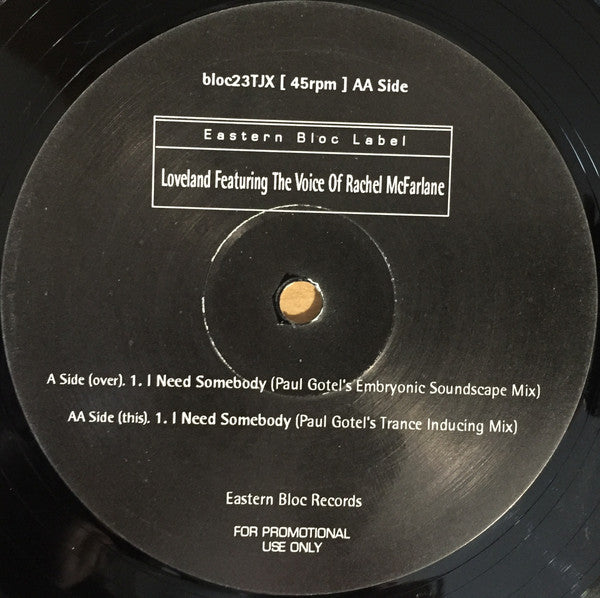 bloc23TJX [ 45rpm ] AA Side
Eastern Bloc Label
Loveland Featuring The Voice Of Rachel McFarlane
A Side (over). 1. I Need Somebody (Paul Gotel's Embryonic Soundscape Mix)
AA Side (this). 1. I Need Somebody (Paul Gotel's Trance Inducing Mix)
Eastern Bloc Records
FOR PROMOTIONAL
USE ONLY